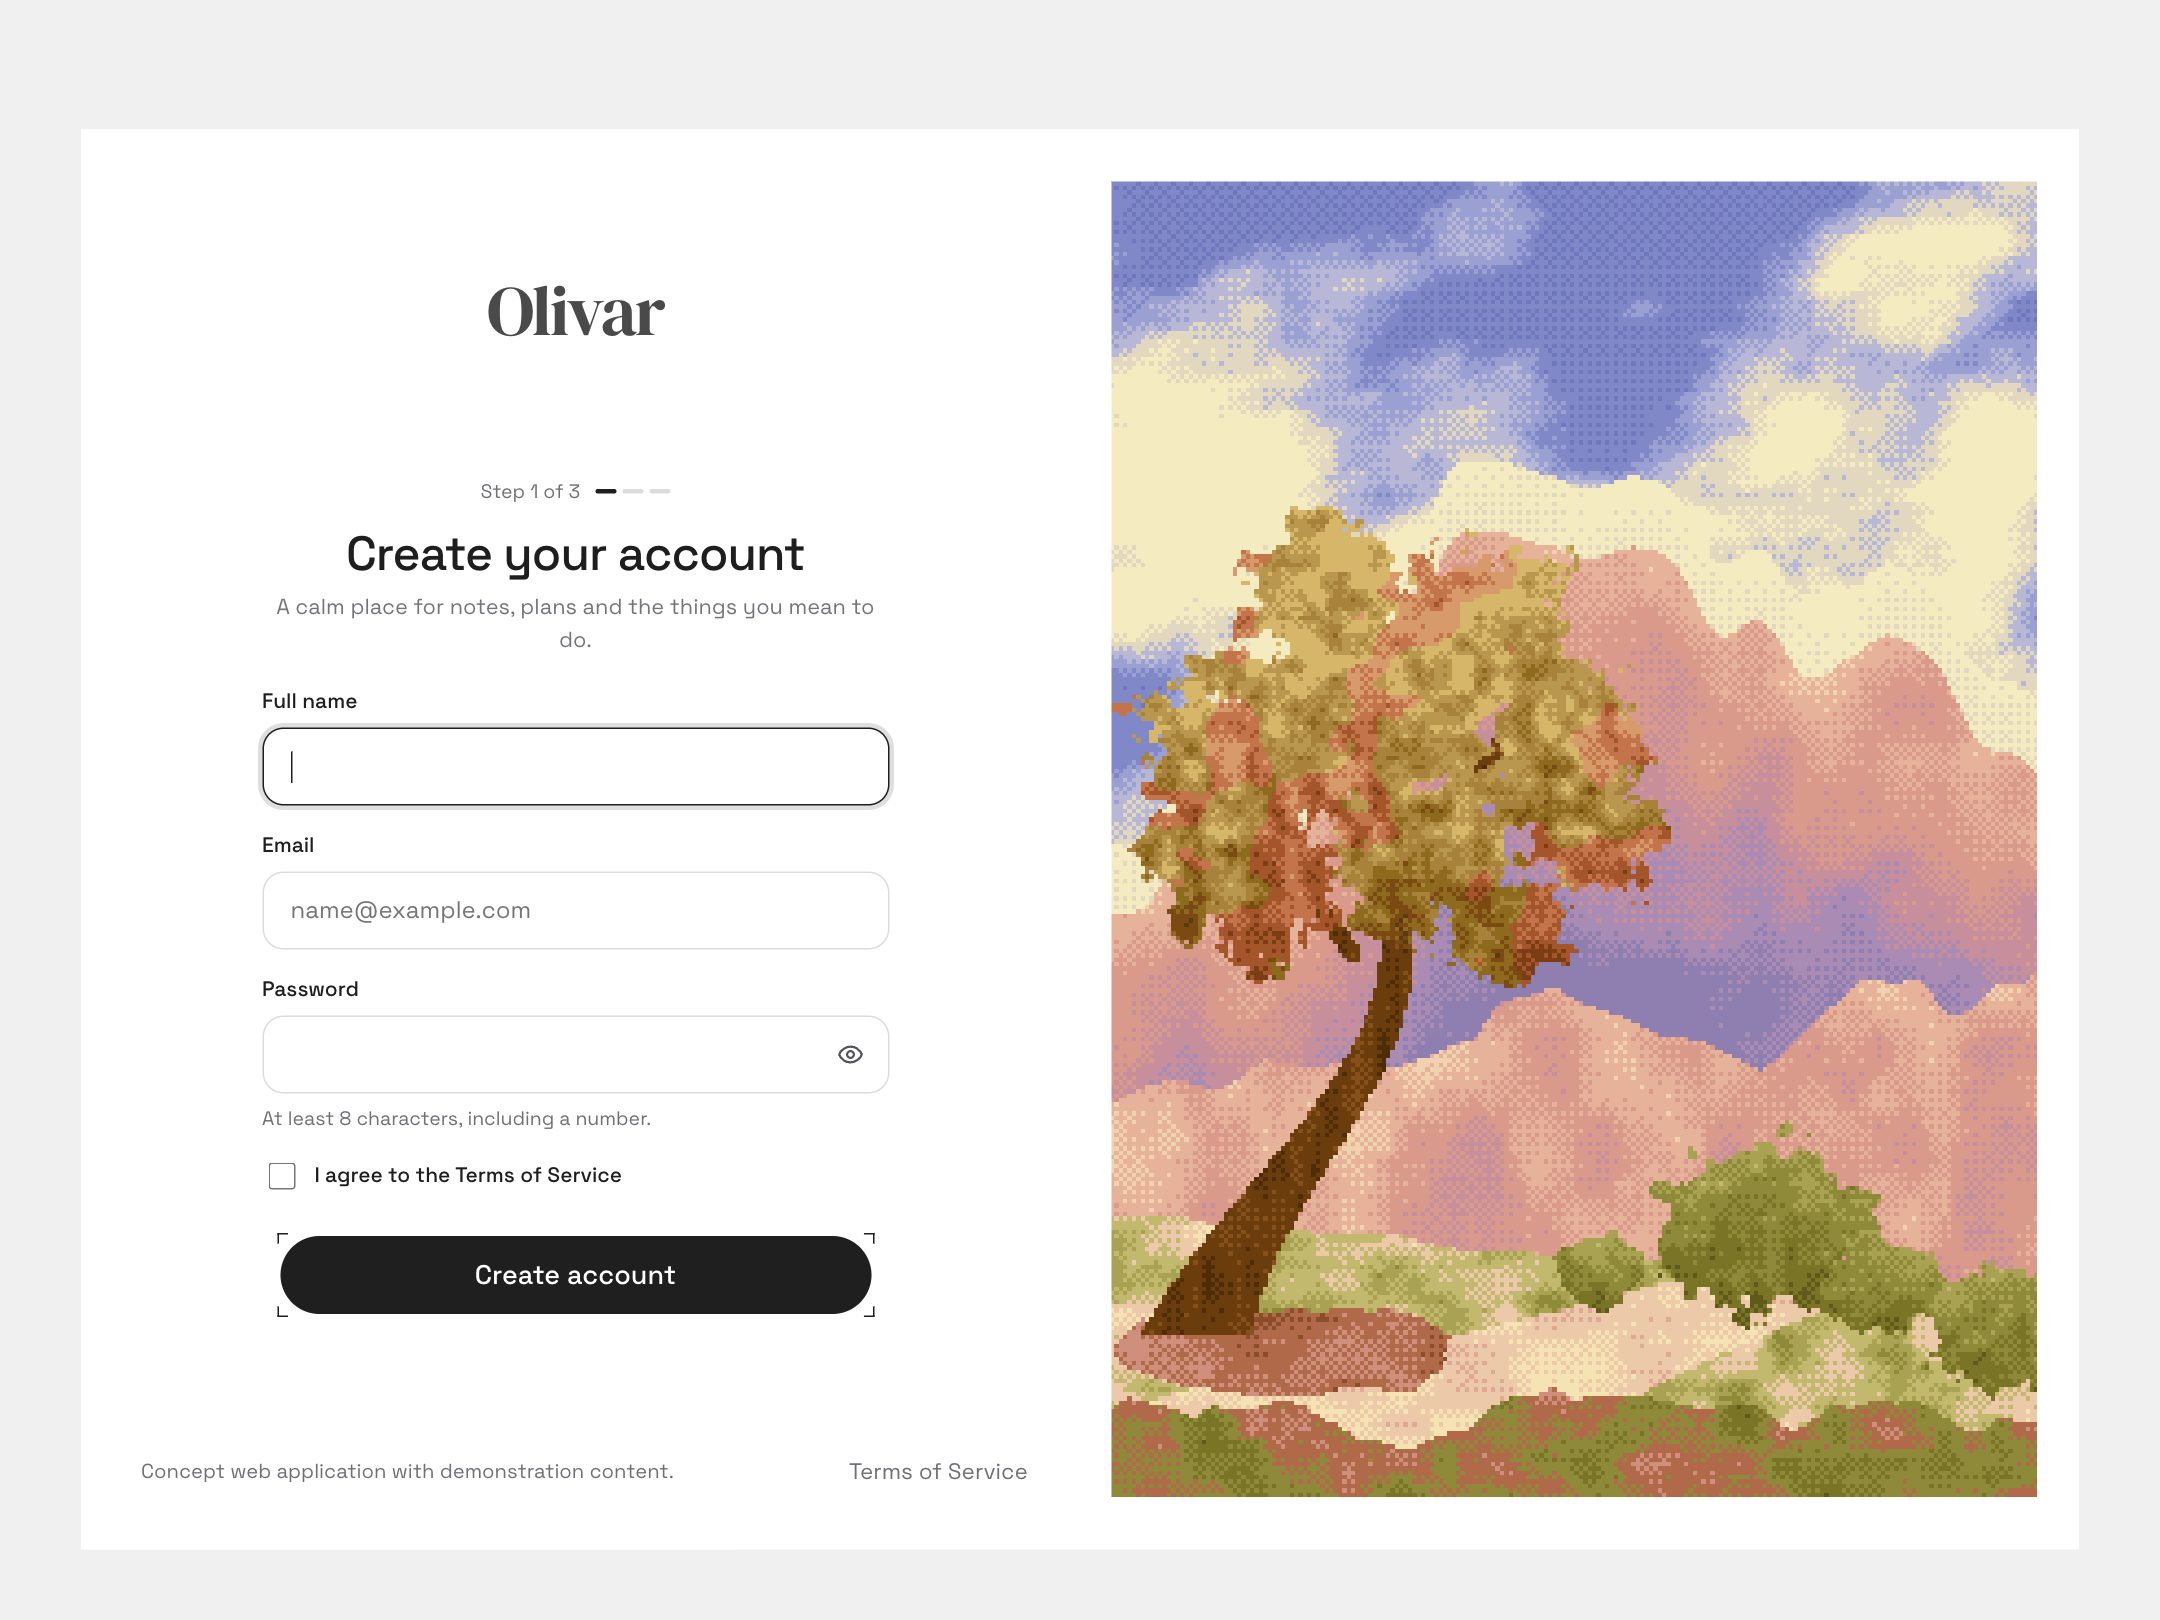 Olivar
Step 1 of 3
Create your account
A calm place for notes, plans and the things you mean to
do.
Full name
Email
name@example.com
Password
At least 8 characters, including a number.
I agree to the Terms of Service
Create account
Concept web application with demonstration content.
Terms of Service